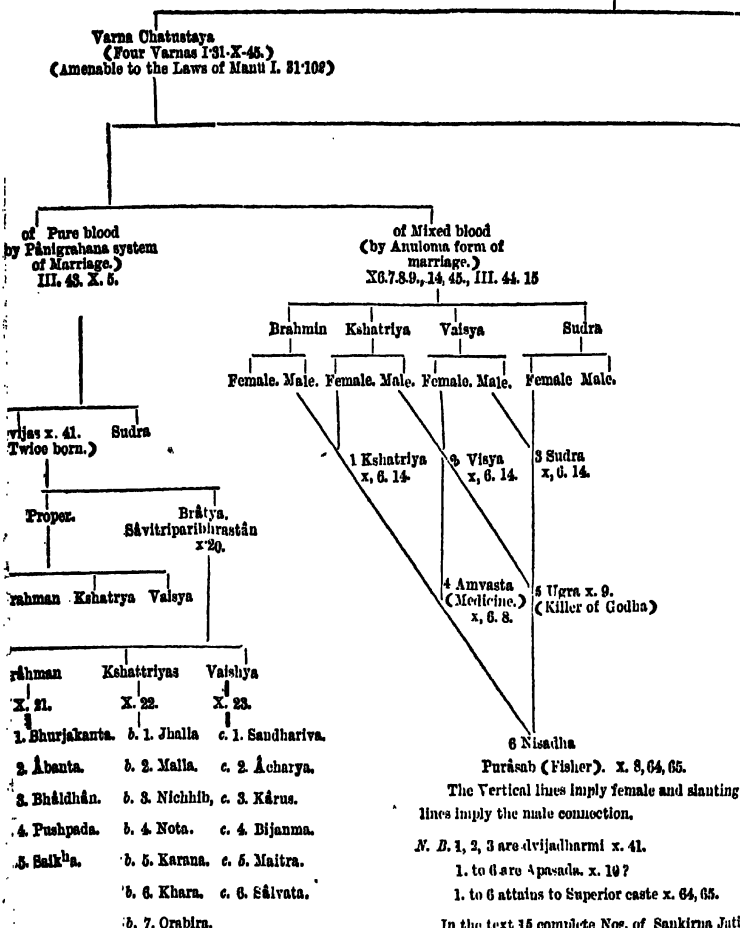 Varna Chatustaya
(Four Varnas I·31-X-45.)
(Amenable to the Laws of Manu I. 31·102)
of Pure blood
by Pânigrahana system
of Marriage.)
III. 43. X. 5.
of Mixed blood
(by Anuloma form of
marriage.)
X6.7.8.9., 14, 45., III. 44. 15
Brahmin Kshatriya Vaisya Sudra
Female. Male. Female. Male. Female. Male. Female Male.
vijas x. 41. Sudra
Twice born.)
1 Kshatriya
x, 6. 14.
2 Visya
x, 6. 14.
3 Sudra
x, 6. 14.
Proper.
Brâtya.
Sâvitriparibhrastân
x·20.
rahman Kshatrya Vaisya
4 Amvasta
(Medicine.)
x, 6. 8.
5 Ugra x. 9.
(Killer of Godha)
râhman Kshattriyas Vaishya
X. 21. X. 22. X. 23.
1. Bhurjakanta. b. 1. Jhalla c. 1. Saudhariva.
2. Âbanta. b. 2. Malla. c. 2. Âcharya.
3. Bhâldhân. b. 3. Nichhib, c. 3. Kârus.
4. Pushpada. b. 4. Nota. c. 4. Bijanma.
5. Saikha. b. 5. Karana. c. 5. Maitra.
b. 6. Khara. c. 6. Sâlvata.
b. 7. Orabira.
6 Nisadha
Purâsab (Fisher). x. 8,64,65.
The Vertical lines imply female and slanting
lines imply the male connection.
N. B. 1, 2, 3 are dvijadharmi x. 41.
1. to 6 are Apasada. x. 10?
1. to 6 attains to Superior caste x. 64, 65.
In the text 15 complete Nos. of Sankirna Jati